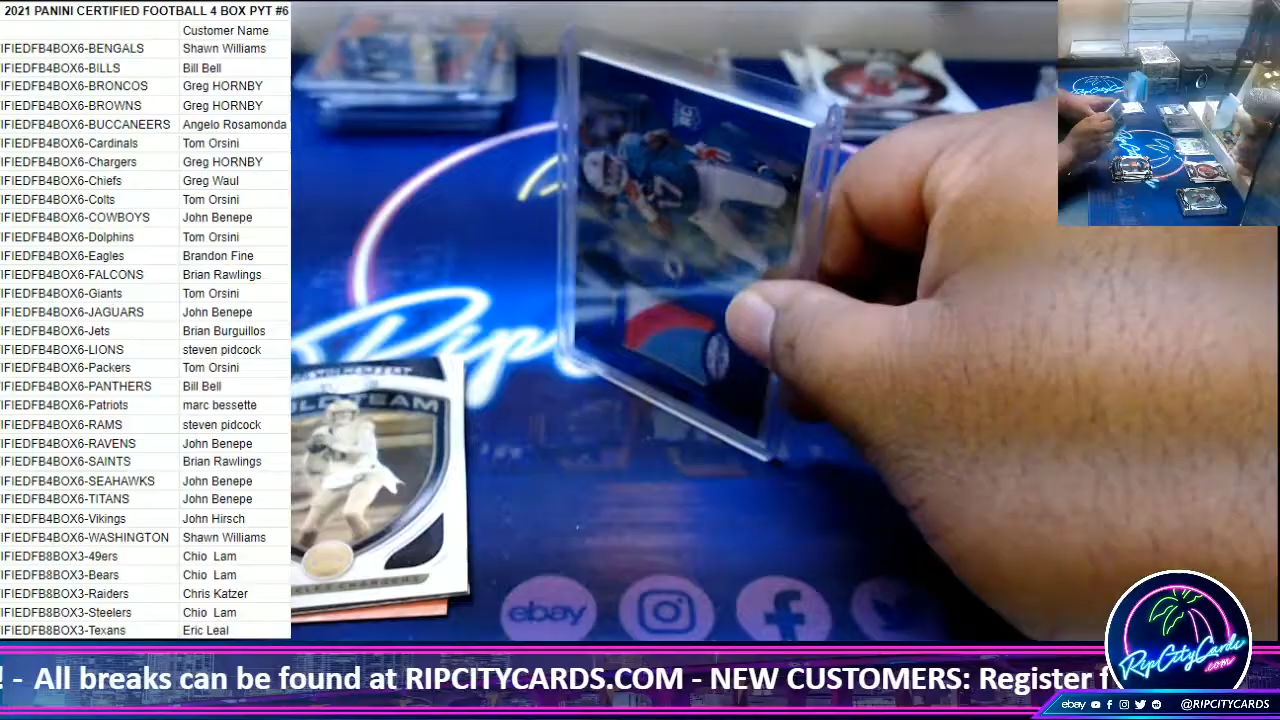 2021 PANINI CERTIFIED FOOTBALL 4 BOX PYT #6
Customer Name
IFIEDFB4BOX6-BENGALS Shawn Williams
IFIEDFB4BOX6-BILLS Bill Bell
IFIEDFB4BOX6-BRONCOS Greg HORNBY
IFIEDFB4BOX6-BROWNS Greg HORNBY
IFIEDFB4BOX6-BUCCANEERS Angelo Rosamonda
IFIEDFB4BOX6-Cardinals Tom Orsini
IFIEDFB4BOX6-Chargers Greg HORNBY
IFIEDFB4BOX6-Chiefs Greg Waul
IFIEDFB4BOX6-Colts Tom Orsini
IFIEDFB4BOX6-COWBOYS John Benepe
IFIEDFB4BOX6-Dolphins Tom Orsini
IFIEDFB4BOX6-Eagles Brandon Fine
IFIEDFB4BOX6-FALCONS Brian Rawlings
IFIEDFB4BOX6-Giants Tom Orsini
IFIEDFB4BOX6-JAGUARS John Benepe
IFIEDFB4BOX6-Jets Brian Burguillos
IFIEDFB4BOX6-LIONS steven pidcock
IFIEDFB4BOX6-Packers Tom Orsini
IFIEDFB4BOX6-PANTHERS Bill Bell
IFIEDFB4BOX6-Patriots marc bessette
IFIEDFB4BOX6-RAMS steven pidcock
IFIEDFB4BOX6-RAVENS John Benepe
IFIEDFB4BOX6-SAINTS Brian Rawlings
IFIEDFB4BOX6-SEAHAWKS John Benepe
IFIEDFB4BOX6-TITANS John Benepe
IFIEDFB4BOX6-Vikings John Hirsch
IFIEDFB4BOX6-WASHINGTON Shawn Williams
IFIEDFB8BOX3-49ers Chio Lam
IFIEDFB8BOX3-Bears Chio Lam
IFIEDFB8BOX3-Raiders Chris Katzer
IFIEDFB8BOX3-Steelers Chio Lam
IFIEDFB8BOX3-Texans Eric Leal
RC
17
Rip
TEAM
ebay
! - All breaks can be found at RIPCITYCARDS.COM - NEW CUSTOMERS: Register f
RipCityCards
.com
ebay @RIPCITYCARDS